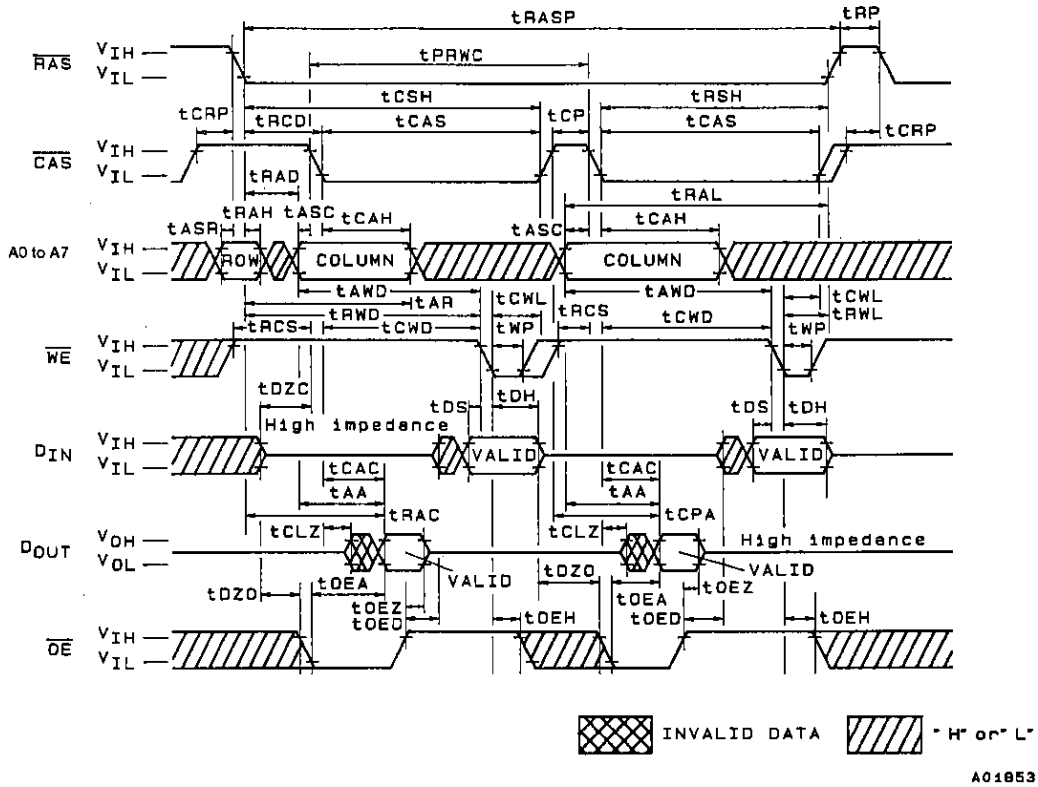 tRASP tRP
RAS VIH
VIL
tPRWC
tCSH tRSH
tCRP tRCD tCAS tCP tCAS tCRP
CAS VIH
VIL
tRAD tRAL
tRAH tASC tCAH tCAH
tASR tASC
A0 to A7 VIH
VIL
ROW COLUMN COLUMN
tAWD tCWL tAWD tCWL
tAR tRWL
tRWD tRCS
tRCS tCWD tWP tCWD tWP
WE VIH
VIL
tDZC tDH tDS tDH
tDS
High impedance
DIN VIH
VIL
VALID VALID
tCAC tCAC
tAA tAA
tRAC tCPA
tCLZ tCLZ
DOUT VOH
VOL
High impedance
VALID VALID
tDZO tOEA tDZO tOEA tOEZ
tOEZ
tOED tOEH tOED tOEH
OE VIH
VIL
INVALID DATA "H" or "L"
A01853